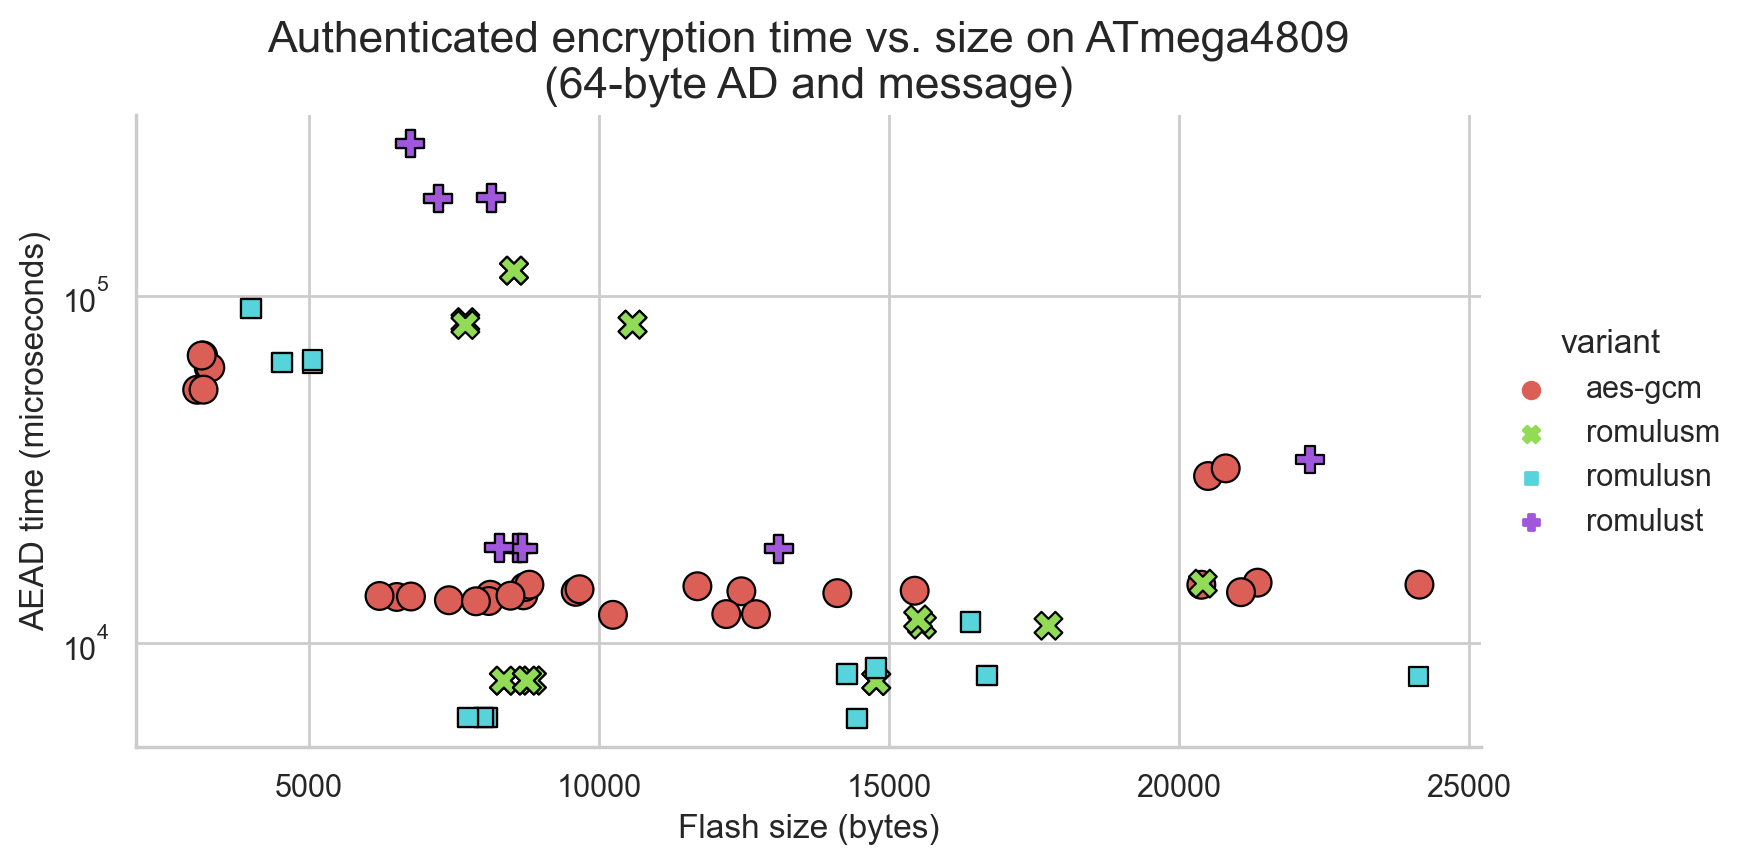 Authenticated encryption time vs. size on ATmega4809
(64-byte AD and message)
AEAD time (microseconds)
10^5
10^4
5000 10000 15000 20000 25000
Flash size (bytes)
variant
aes-gcm
romulusm
romulusn
romulust